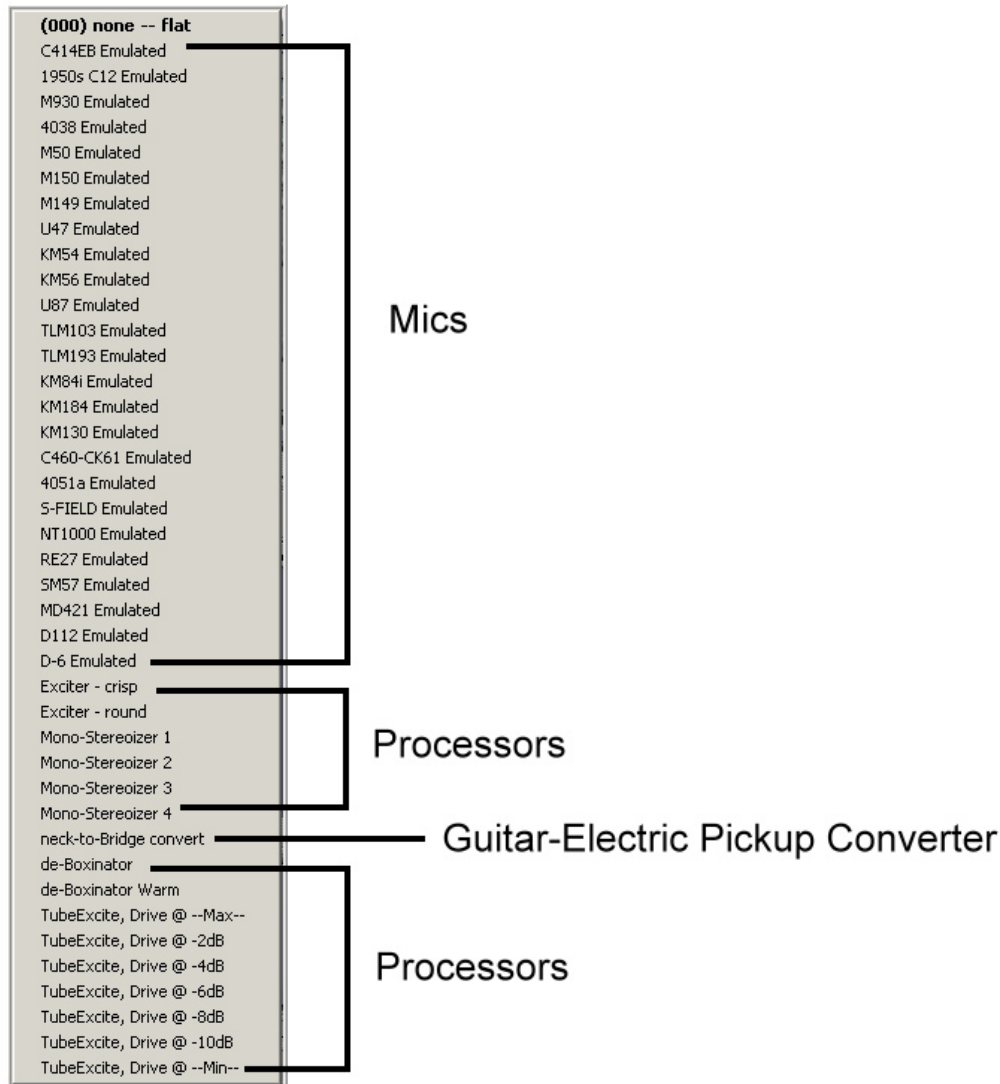 (000) none -- flat
C414EB Emulated
1950s C12 Emulated
M930 Emulated
4038 Emulated
M50 Emulated
M150 Emulated
M149 Emulated
U47 Emulated
KM54 Emulated
KM56 Emulated
U87 Emulated
TLM103 Emulated
TLM193 Emulated
KM84i Emulated
KM184 Emulated
KM130 Emulated
C460-CK61 Emulated
4051a Emulated
S-FIELD Emulated
NT1000 Emulated
RE27 Emulated
SM57 Emulated
MD421 Emulated
D112 Emulated
D-6 Emulated
Exciter - crisp
Exciter - round
Mono-Stereoizer 1
Mono-Stereoizer 2
Mono-Stereoizer 3
Mono-Stereoizer 4
neck-to-Bridge convert
de-Boxinator
de-Boxinator Warm
TubeExcite, Drive @ --Max--
TubeExcite, Drive @ -2dB
TubeExcite, Drive @ -4dB
TubeExcite, Drive @ -6dB
TubeExcite, Drive @ -8dB
TubeExcite, Drive @ -10dB
TubeExcite, Drive @ --Min--
Mics
Processors
Guitar-Electric Pickup Converter
Processors